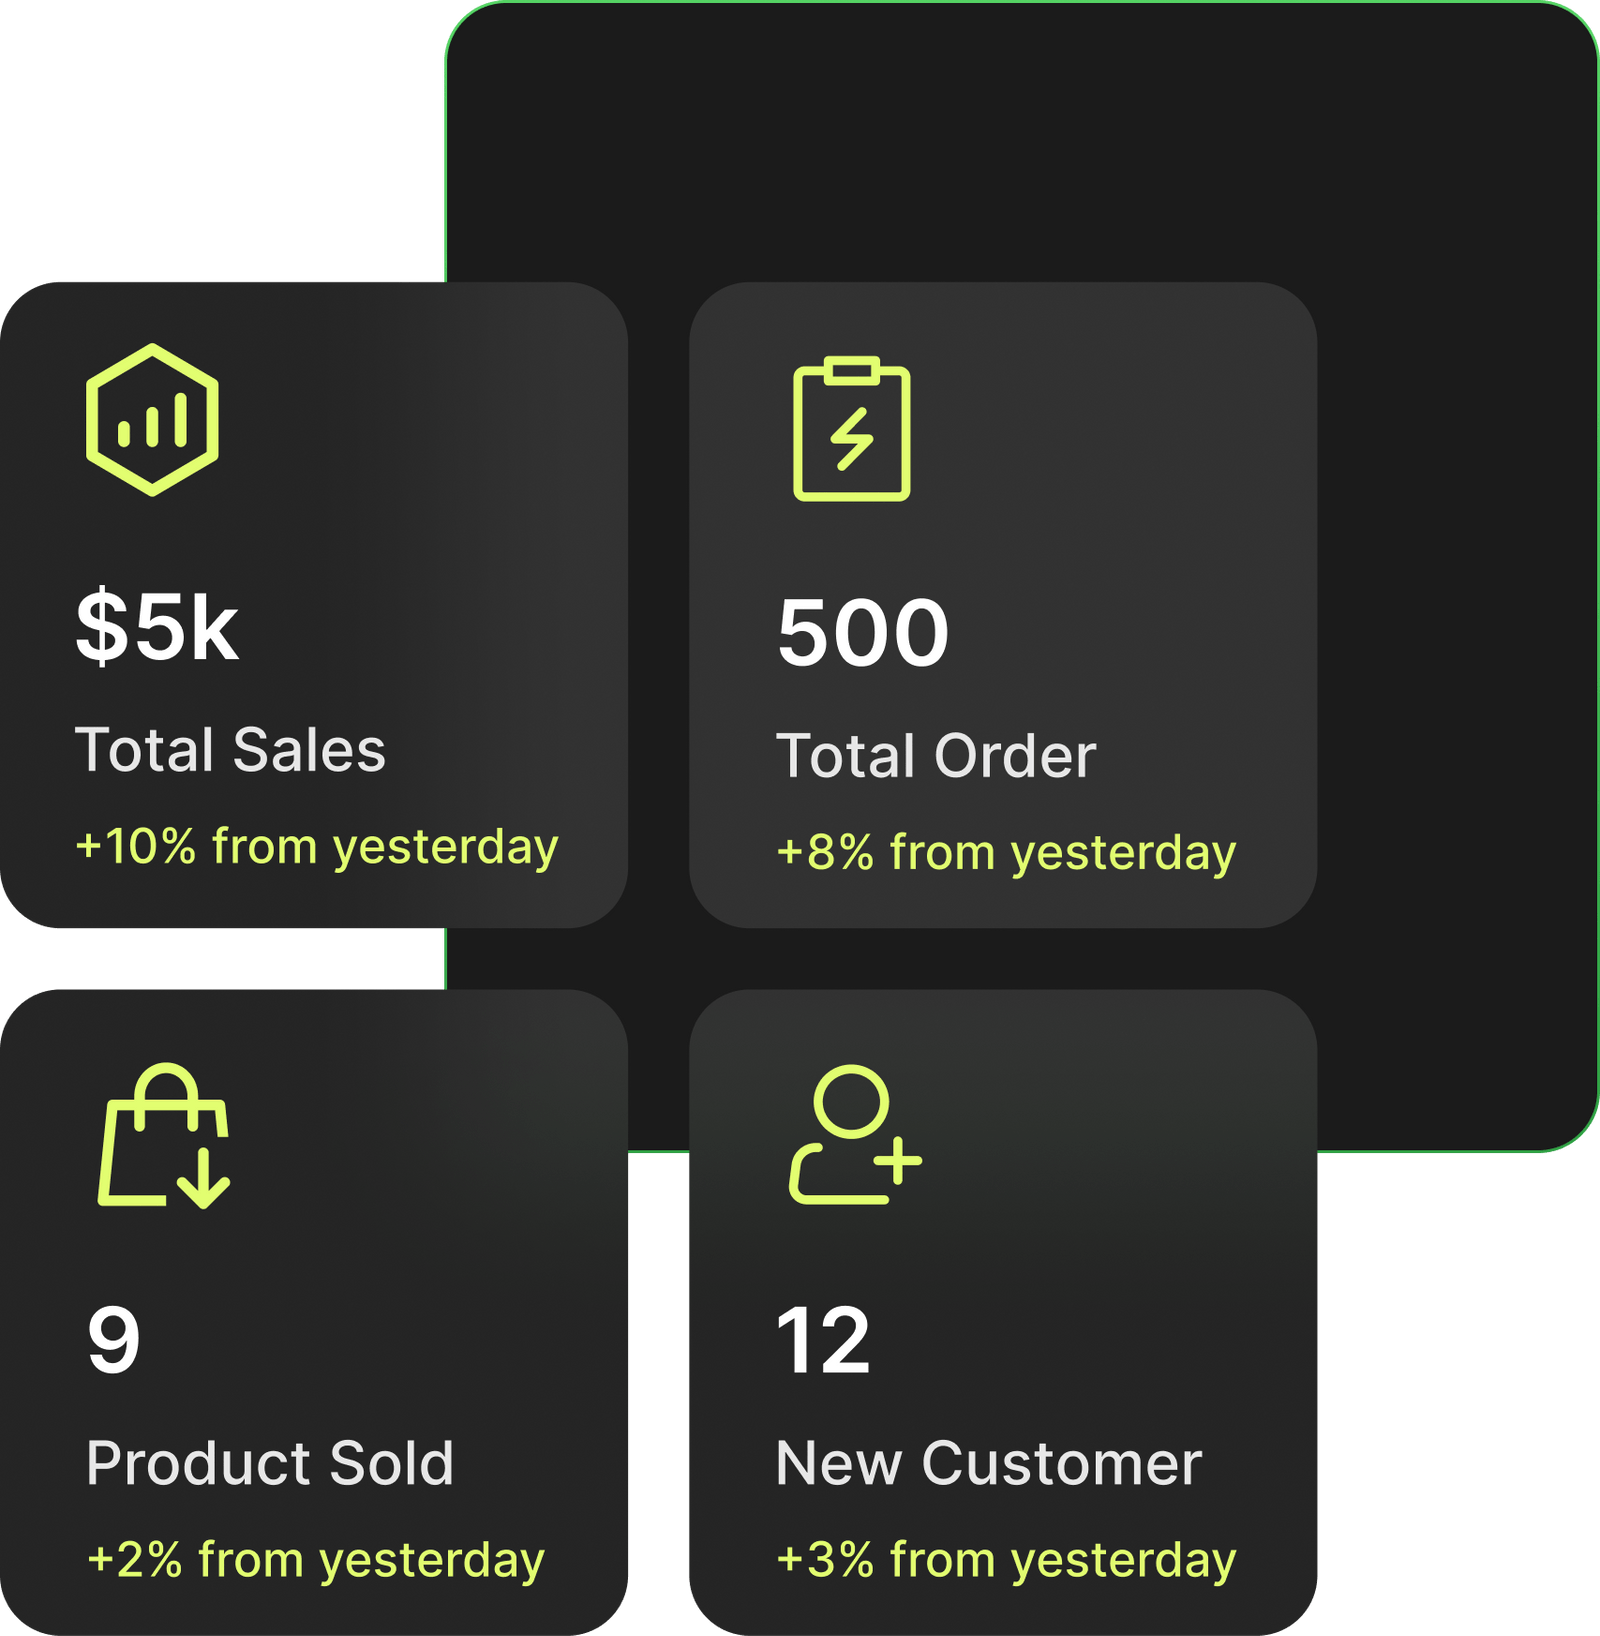 $5k
Total Sales
+10% from yesterday
500
Total Order
+8% from yesterday
9
Product Sold
+2% from yesterday
12
New Customer
+3% from yesterday